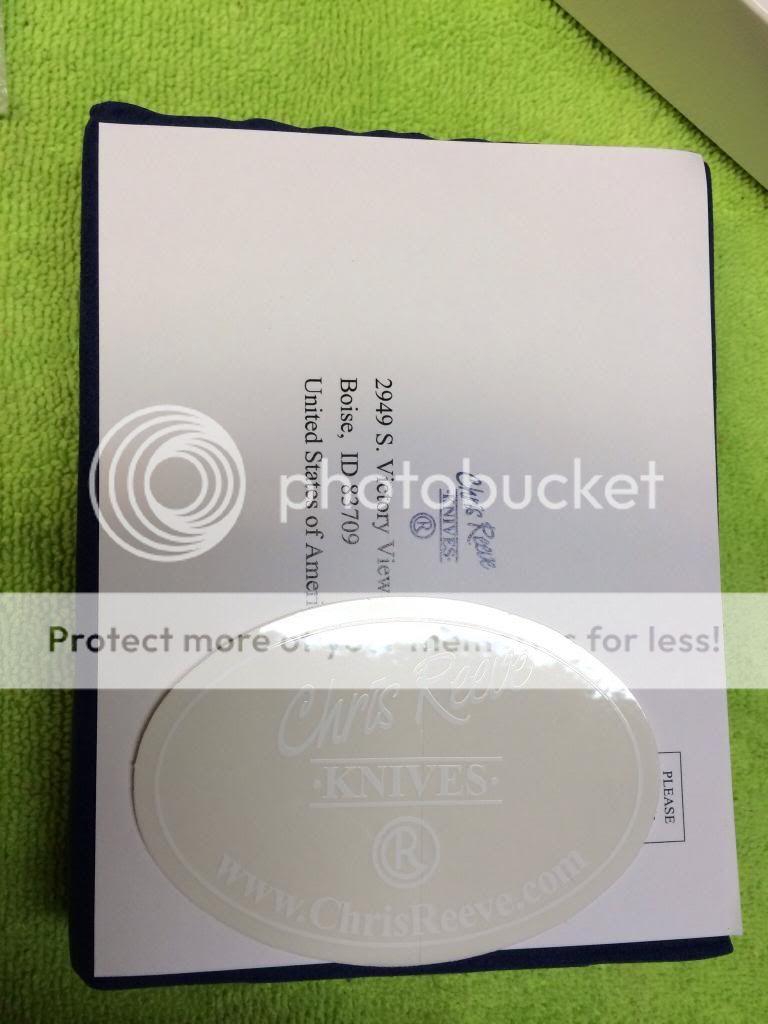 Chris Reeve
KNIVES
®
2949 S. Victory View
Boise, ID 83709
United States of
PLEASE
photobucket
Protect more of your memories for less!
Chris Reeve
·KNIVES·
®
www.ChrisReeve.com